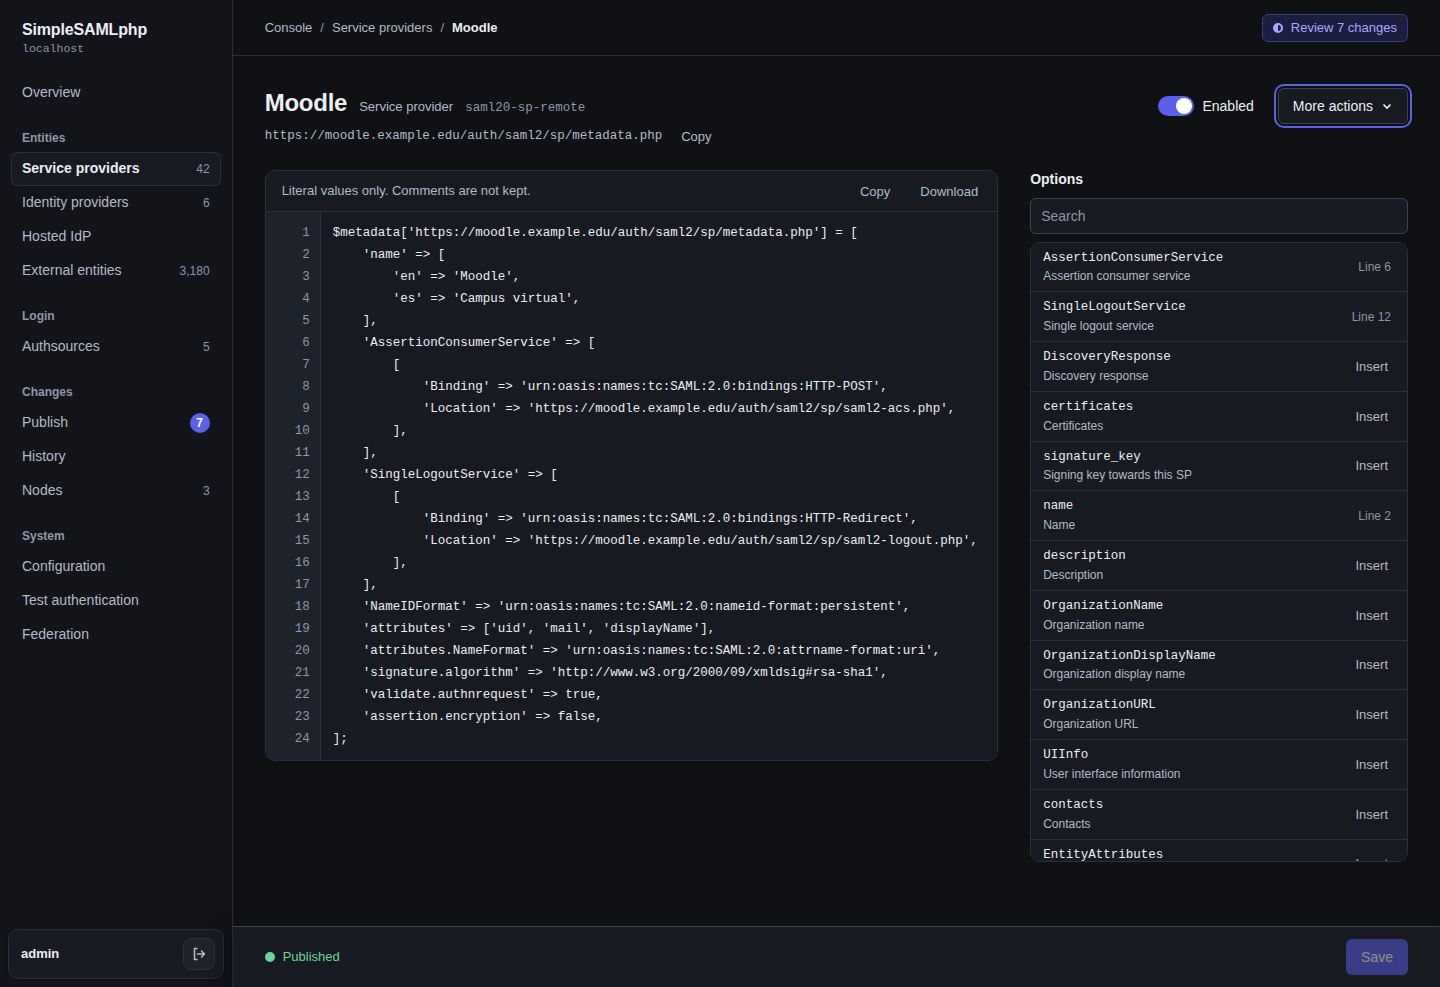 SimpleSAMLphp
localhost
Overview
Entities
Service providers 42
Identity providers 6
Hosted IdP
External entities 3,180
Login
Authsources 5
Changes
Publish 7
History
Nodes 3
System
Configuration
Test authentication
Federation
admin
Console / Service providers / Moodle
Review 7 changes
Moodle Service provider saml20-sp-remote
https://moodle.example.edu/auth/saml2/sp/metadata.php Copy
Enabled
More actions
Literal values only. Comments are not kept. Copy Download
1 $metadata['https://moodle.example.edu/auth/saml2/sp/metadata.php'] = [
2     'name' => [
3         'en' => 'Moodle',
4         'es' => 'Campus virtual',
5     ],
6     'AssertionConsumerService' => [
7         [
8             'Binding' => 'urn:oasis:names:tc:SAML:2.0:bindings:HTTP-POST',
9             'Location' => 'https://moodle.example.edu/auth/saml2/sp/saml2-acs.php',
10         ],
11     ],
12     'SingleLogoutService' => [
13         [
14             'Binding' => 'urn:oasis:names:tc:SAML:2.0:bindings:HTTP-Redirect',
15             'Location' => 'https://moodle.example.edu/auth/saml2/sp/saml2-logout.php',
16         ],
17     ],
18     'NameIDFormat' => 'urn:oasis:names:tc:SAML:2.0:nameid-format:persistent',
19     'attributes' => ['uid', 'mail', 'displayName'],
20     'attributes.NameFormat' => 'urn:oasis:names:tc:SAML:2.0:attrname-format:uri',
21     'signature.algorithm' => 'http://www.w3.org/2000/09/xmldsig#rsa-sha1',
22     'validate.authnrequest' => true,
23     'assertion.encryption' => false,
24 ];
Options
Search
AssertionConsumerService
Assertion consumer service
Line 6
SingleLogoutService
Single logout service
Line 12
DiscoveryResponse
Discovery response
Insert
certificates
Certificates
Insert
signature_key
Signing key towards this SP
Insert
name
Name
Line 2
description
Description
Insert
OrganizationName
Organization name
Insert
OrganizationDisplayName
Organization display name
Insert
OrganizationURL
Organization URL
Insert
UIInfo
User interface information
Insert
contacts
Contacts
Insert
EntityAttributes
Published
Save